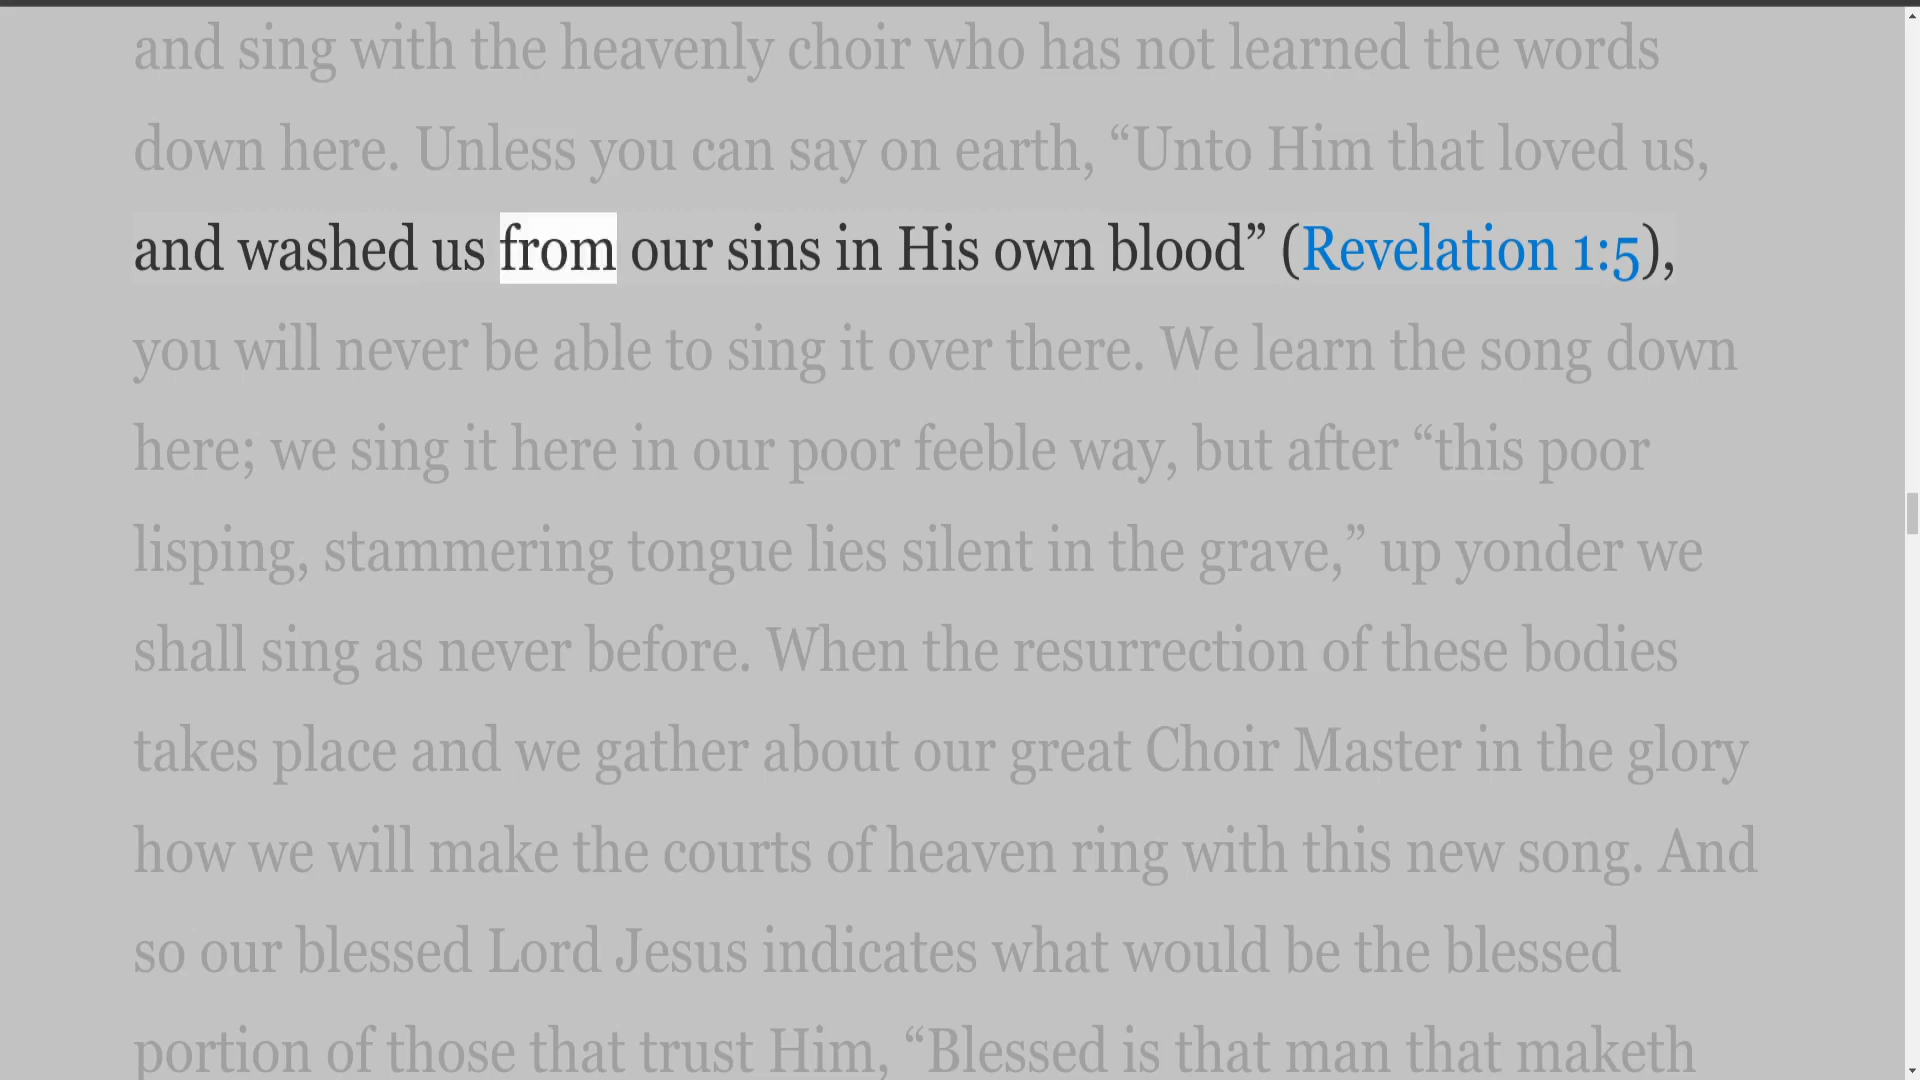 and sing with the heavenly choir who has not learned the words
down here. Unless you can say on earth, “Unto Him that loved us,
and washed us from our sins in His own blood” (Revelation 1:5),
you will never be able to sing it over there. We learn the song down
here; we sing it here in our poor feeble way, but after “this poor
lisping, stammering tongue lies silent in the grave,” up yonder we
shall sing as never before. When the resurrection of these bodies
takes place and we gather about our great Choir Master in the glory
how we will make the courts of heaven ring with this new song. And
so our blessed Lord Jesus indicates what would be the blessed
portion of those that trust Him, “Blessed is that man that maketh